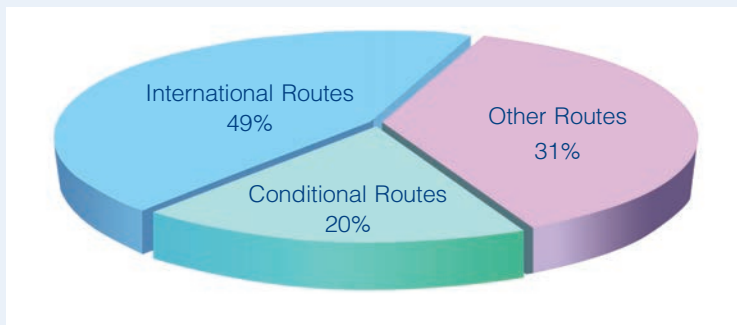 International Routes
49%
Other Routes
31%
Conditional Routes
20%